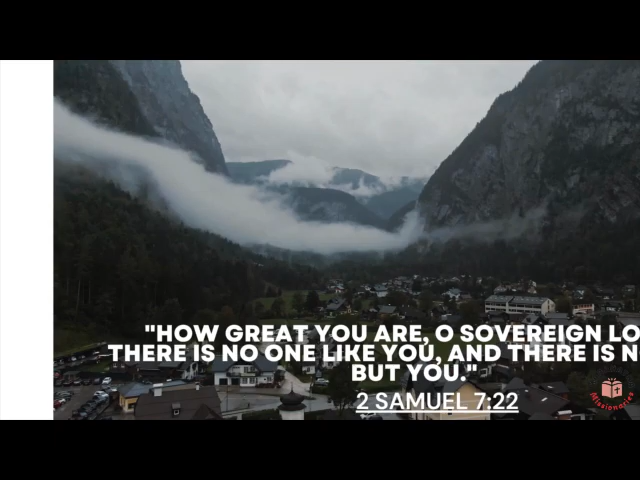 "HOW GREAT YOU ARE, O SOVEREIGN LO
THERE IS NO ONE LIKE YOU, AND THERE IS N
BUT YOU."
2 SAMUEL 7:22
Missionaries